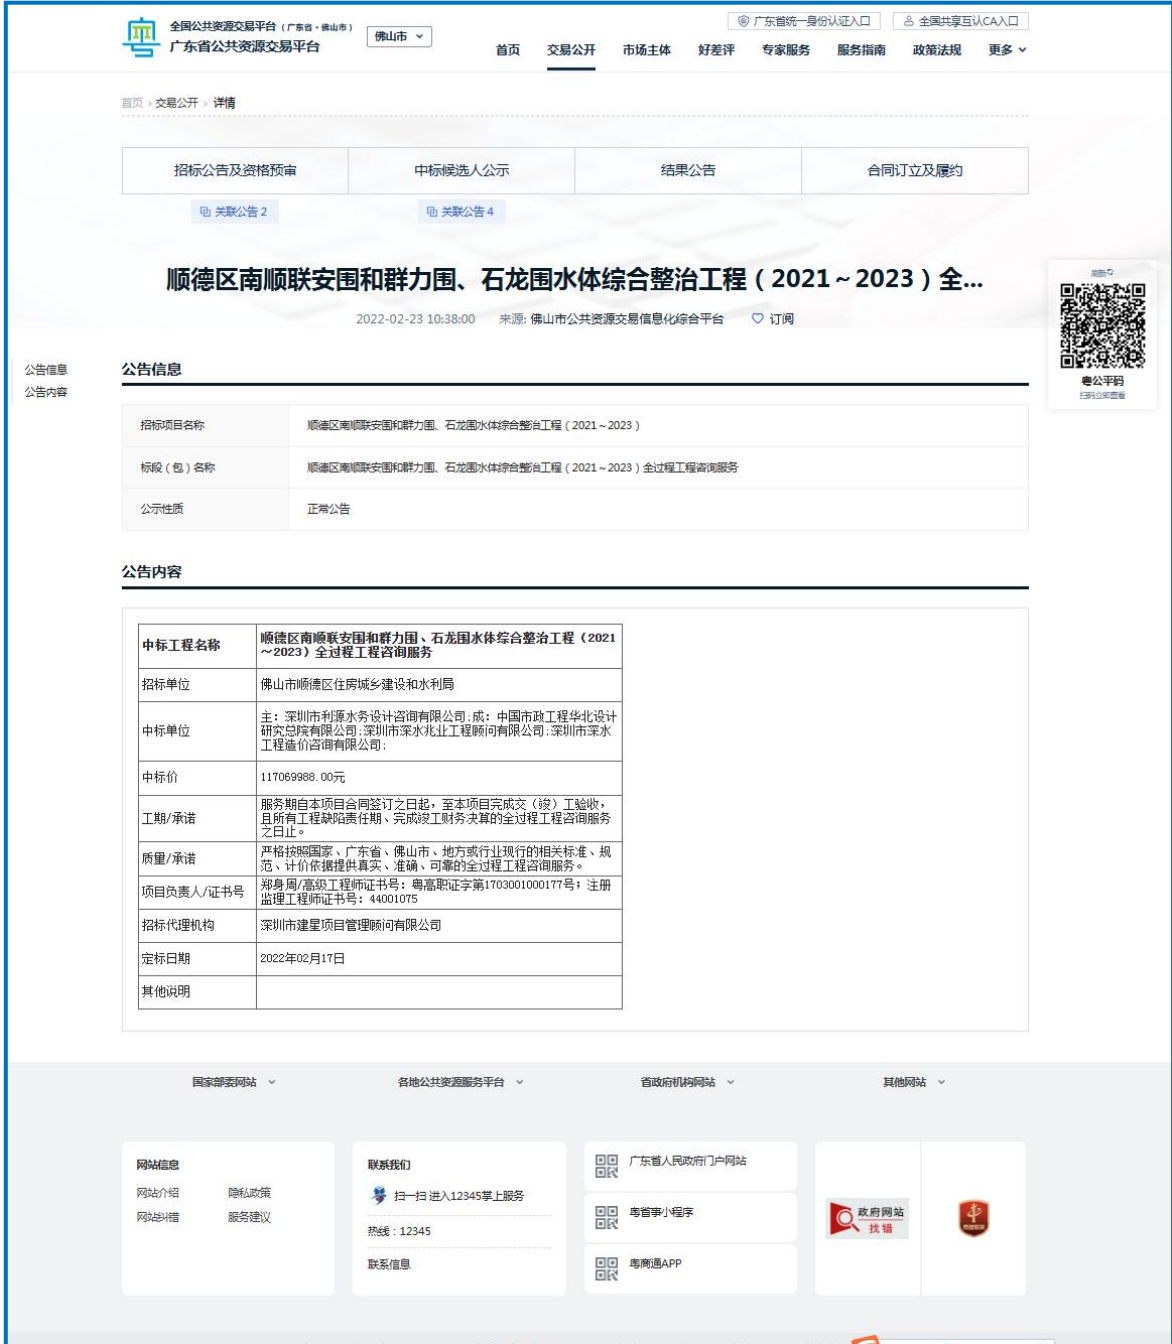 全国公共资源交易平台（广东省·佛山市）
广东省公共资源交易平台
佛山市
广东省统一身份认证入口
全国共享互认CA入口
首页 交易公开 市场主体 好差评 专家服务 服务指南 政策法规 更多
首页 › 交易公开 › 详情
招标公告及资格预审 中标候选人公示 结果公告 合同订立及履约
关联公告 2 关联公告 4
顺德区南顺联安围和群力围、石龙围水体综合整治工程（2021～2023）全...
2022-02-23 10:38:00 来源: 佛山市公共资源交易信息化综合平台 订阅
刷新
粤公平码
扫码立即查看
公告信息
公告内容
公告信息
招标项目名称 顺德区南顺联安围和群力围、石龙围水体综合整治工程（2021～2023）
标段（包）名称 顺德区南顺联安围和群力围、石龙围水体综合整治工程（2021～2023）全过程工程咨询服务
公示性质 正常公告
公告内容
中标工程名称 顺德区南顺联安围和群力围、石龙围水体综合整治工程（2021
～2023）全过程工程咨询服务
招标单位 佛山市顺德区住房城乡建设和水利局
中标单位 主：深圳市利源水务设计咨询有限公司;成：中国市政工程华北设计
研究总院有限公司;深圳市深水兆业工程顾问有限公司;深圳市深水
工程造价咨询有限公司;
中标价 117069988.00元
工期/承诺 服务期自本项目合同签订之日起，至本项目完成交（竣）工验收，
且所有工程缺陷责任期、完成竣工财务决算的全过程工程咨询服务
之日止。
质量/承诺 严格按照国家、广东省、佛山市、地方或行业现行的相关标准、规
范、计价依据提供真实、准确、可靠的全过程工程咨询服务。
项目负责人/证书号 郑身周/高级工程师证书号：粤高职证字第1703001000177号；注册
监理工程师证书号：44001075
招标代理机构 深圳市建星项目管理顾问有限公司
定标日期 2022年02月17日
其他说明
国家部委网站 各地公共资源服务平台 省政府机构网站 其他网站
网站信息
网站介绍 隐私政策
网站纠错 服务建议
联系我们
扫一扫 进入12345掌上服务
热线：12345
联系信息
广东省人民政府门户网站
粤省事小程序
粤商通APP
政府网站
找错